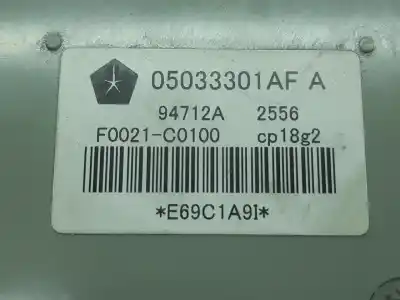 05033301AF A
94712A 2556
F0021-C0100 cp18g2
*E69C1A9I*